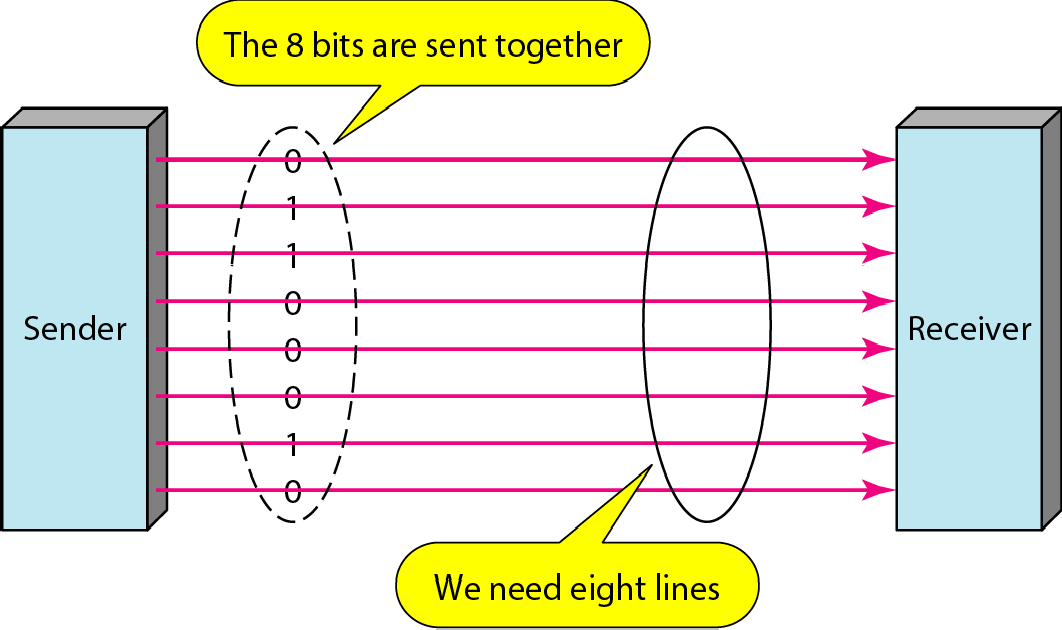 The 8 bits are sent together
0
1
1
0
0
0
1
0
Sender
Receiver
We need eight lines